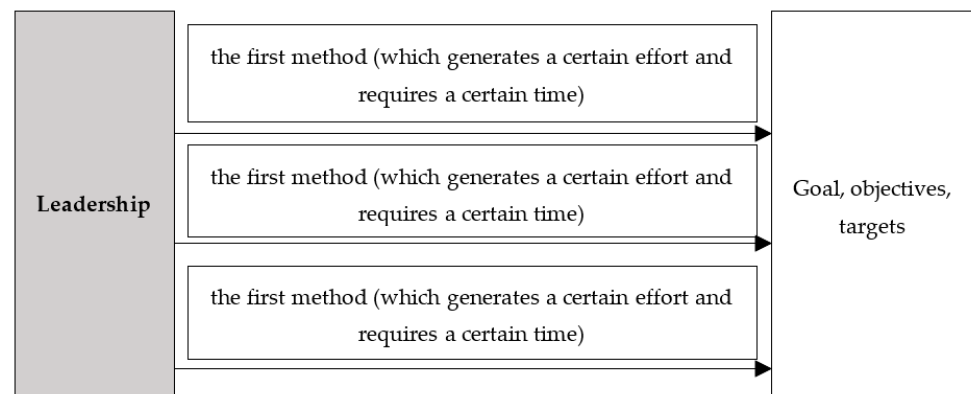 Leadership
the first method (which generates a certain effort and
requires a certain time)
the first method (which generates a certain effort and
requires a certain time)
the first method (which generates a certain effort and
requires a certain time)
Goal, objectives,
targets